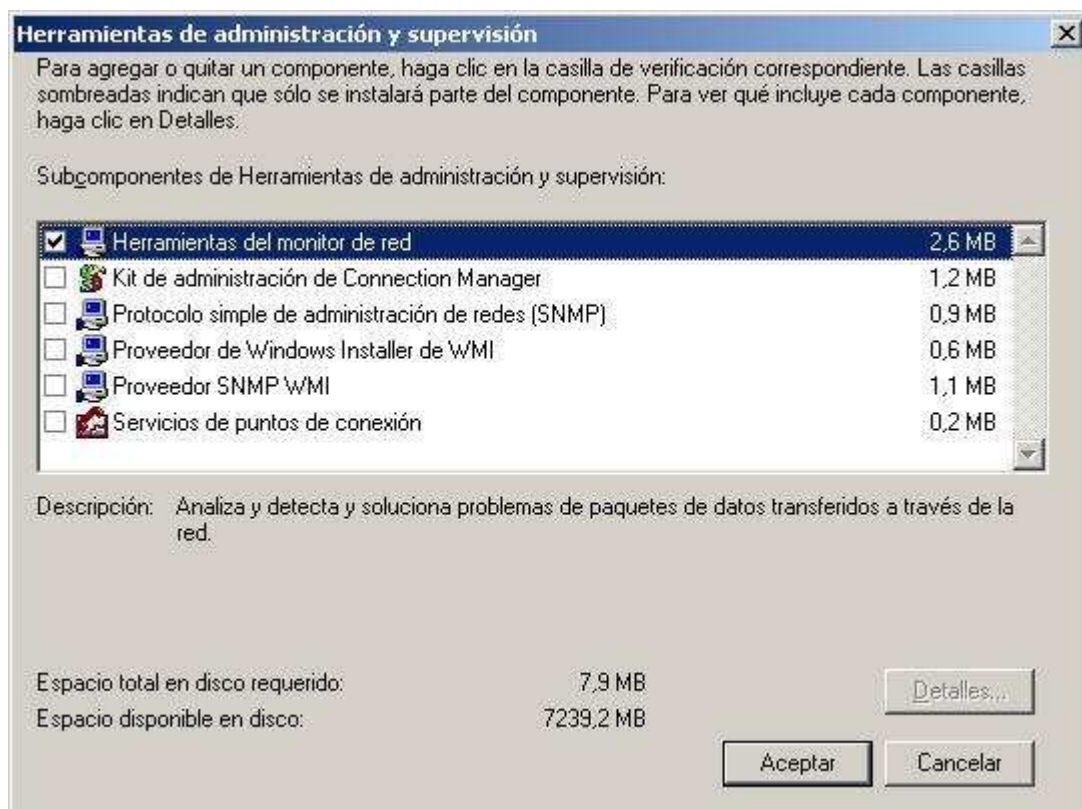 Herramientas de administración y supervisión
Para agregar o quitar un componente, haga clic en la casilla de verificación correspondiente. Las casillas
sombreadas indican que sólo se instalará parte del componente. Para ver qué incluye cada componente,
haga clic en Detalles.
Subcomponentes de Herramientas de administración y supervisión:
Herramientas del monitor de red 2,6 MB
Kit de administración de Connection Manager 1,2 MB
Protocolo simple de administración de redes (SNMP) 0,9 MB
Proveedor de Windows Installer de WMI 0,6 MB
Proveedor SNMP WMI 1,1 MB
Servicios de puntos de conexión 0,2 MB
Descripción: Analiza y detecta y soluciona problemas de paquetes de datos transferidos a través de la
red.
Espacio total en disco requerido: 7,9 MB
Espacio disponible en disco: 7239,2 MB
Detalles...
Aceptar Cancelar